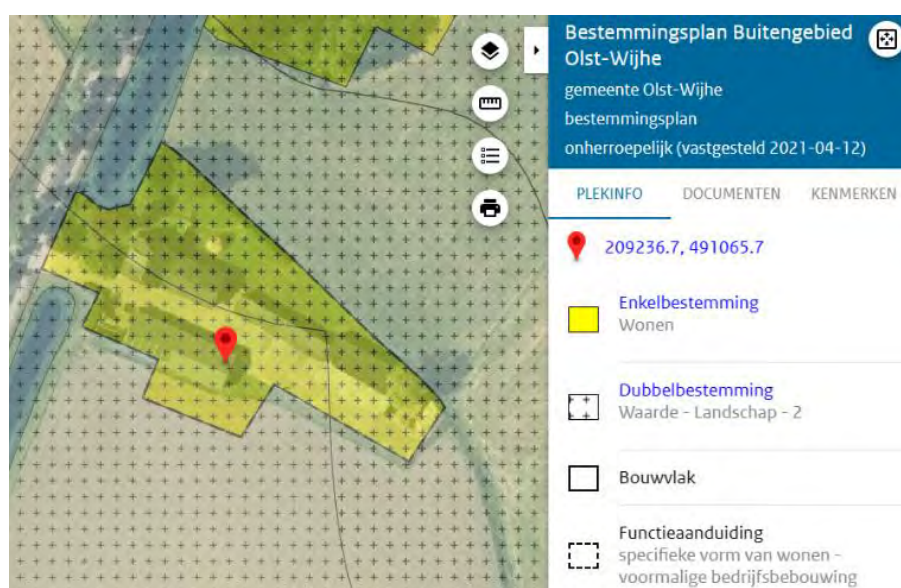 Bestemmingsplan Buitengebied
Olst-Wijhe
gemeente Olst-Wijhe
bestemmingsplan
onherroepelijk (vastgesteld 2021-04-12)
PLEKINFO DOCUMENTEN KENMERKEN
209236.7, 491065.7
Enkelbestemming
Wonen
Dubbelbestemming
Waarde - Landschap - 2
Bouwvlak
Functieaanduiding
specifieke vorm van wonen -
voormalige bedrijfsbebouwing